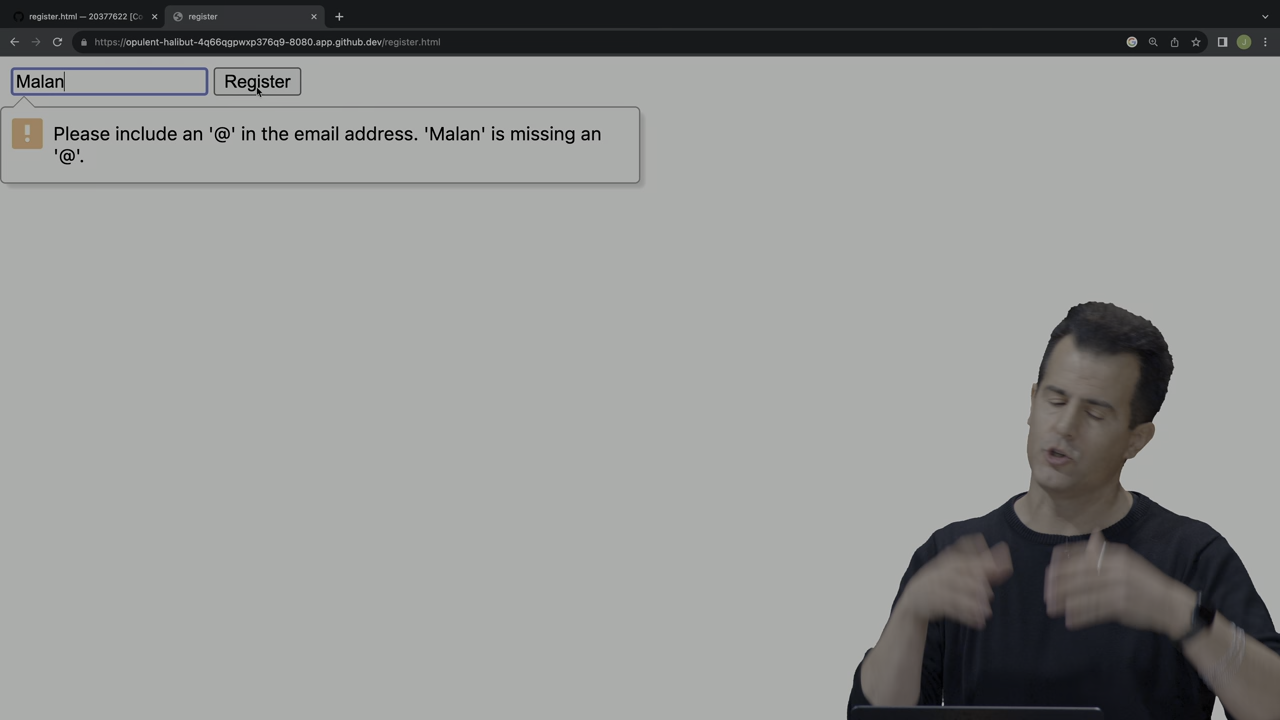 register.html — 20377622 [Co
register
https://opulent-halibut-4q66qgpwxp376q9-8080.app.github.dev/register.html
J
Malan
Register
Please include an '@' in the email address. 'Malan' is missing an
'@'.